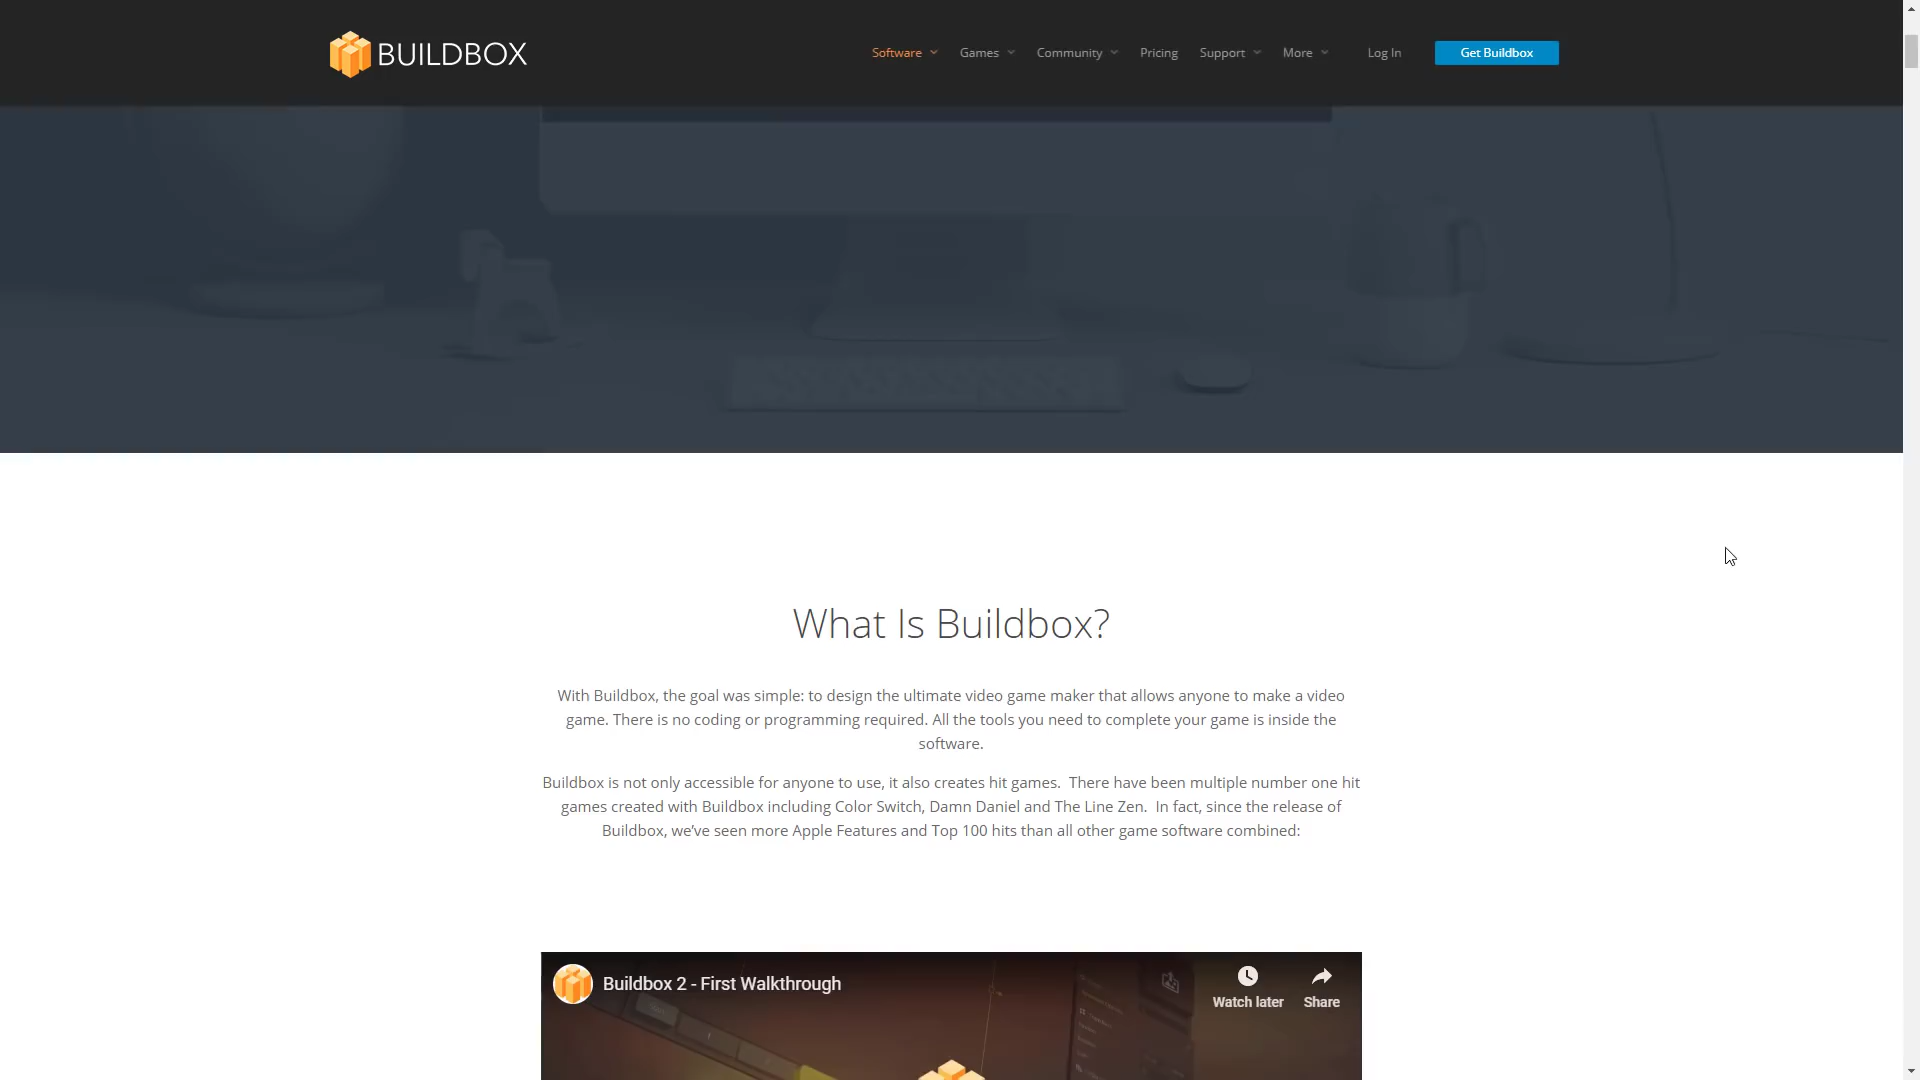 BUILDBOX
Software Games Community Pricing Support More Log In Get Buildbox
What Is Buildbox?
With Buildbox, the goal was simple: to design the ultimate video game maker that allows anyone to make a video
game. There is no coding or programming required. All the tools you need to complete your game is inside the
software.
Buildbox is not only accessible for anyone to use, it also creates hit games.  There have been multiple number one hit
games created with Buildbox including Color Switch, Damn Daniel and The Line Zen.  In fact, since the release of
Buildbox, we’ve seen more Apple Features and Top 100 hits than all other game software combined:
Buildbox 2 - First Walkthrough
Watch later Share